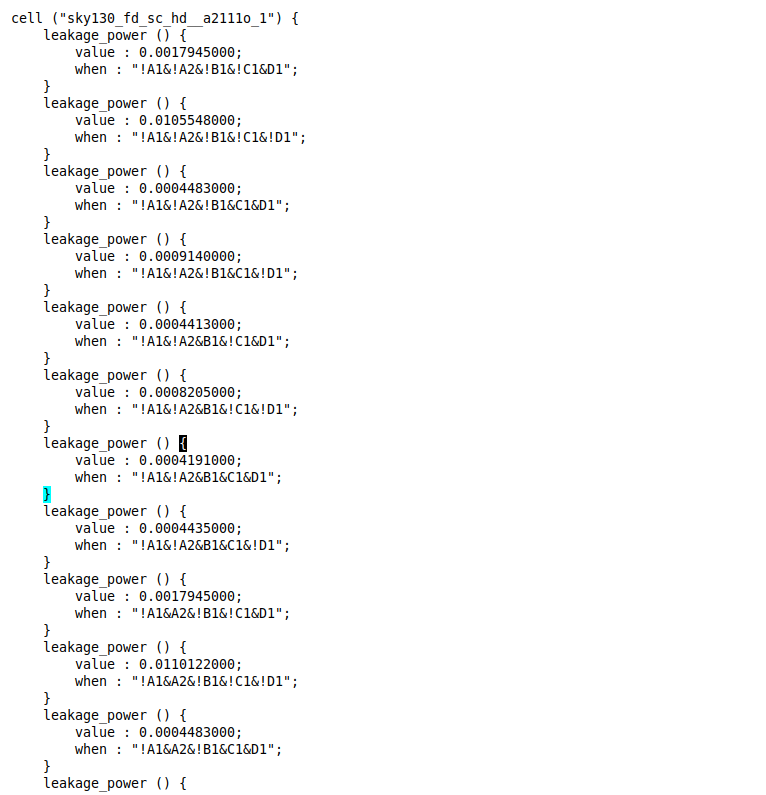 cell ("sky130_fd_sc_hd__a2111o_1") {
    leakage_power () {
        value : 0.0017945000;
        when : "!A1&!A2&!B1&!C1&D1";
    }
    leakage_power () {
        value : 0.0105548000;
        when : "!A1&!A2&!B1&!C1&!D1";
    }
    leakage_power () {
        value : 0.0004483000;
        when : "!A1&!A2&!B1&C1&D1";
    }
    leakage_power () {
        value : 0.0009140000;
        when : "!A1&!A2&!B1&C1&!D1";
    }
    leakage_power () {
        value : 0.0004413000;
        when : "!A1&!A2&B1&!C1&D1";
    }
    leakage_power () {
        value : 0.0008205000;
        when : "!A1&!A2&B1&!C1&!D1";
    }
    leakage_power () {
        value : 0.0004191000;
        when : "!A1&!A2&B1&C1&D1";
    }
    leakage_power () {
        value : 0.0004435000;
        when : "!A1&!A2&B1&C1&!D1";
    }
    leakage_power () {
        value : 0.0017945000;
        when : "!A1&A2&!B1&!C1&D1";
    }
    leakage_power () {
        value : 0.0110122000;
        when : "!A1&A2&!B1&!C1&!D1";
    }
    leakage_power () {
        value : 0.0004483000;
        when : "!A1&A2&!B1&C1&D1";
    }
    leakage_power () {